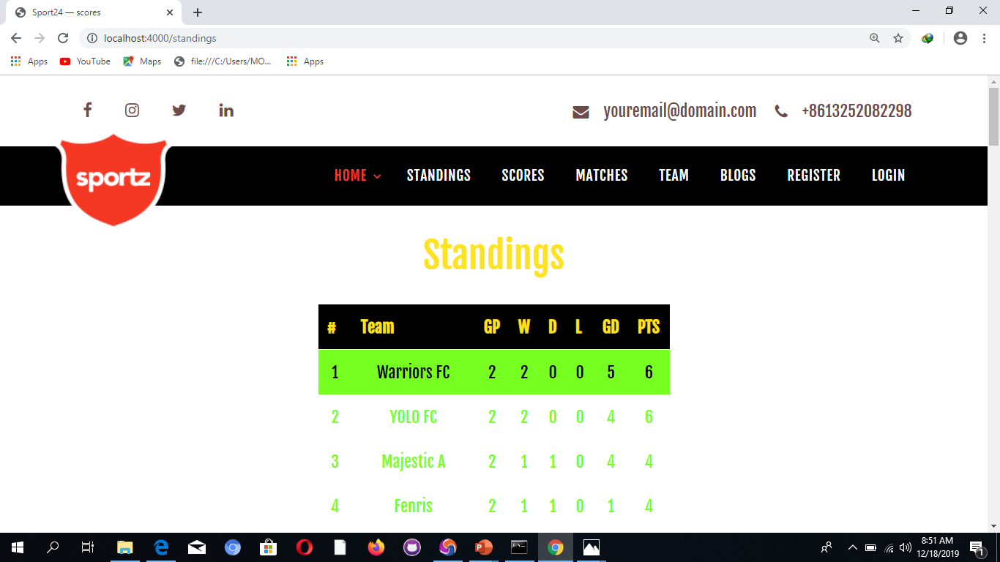 Sport24 — scores
localhost:4000/standings
Apps YouTube Maps file:///C:/Users/MO... Apps
youremail@domain.com +8613252082298
sportz
HOME STANDINGS SCORES MATCHES TEAM BLOGS REGISTER LOGIN
Standings
# Team GP W D L GD PTS
1 Warriors FC 2 2 0 0 5 6
2 YOLO FC 2 2 0 0 4 6
3 Majestic A 2 1 1 0 4 4
4 Fenris 2 1 1 0 1 4
8:51 AM
12/18/2019
1